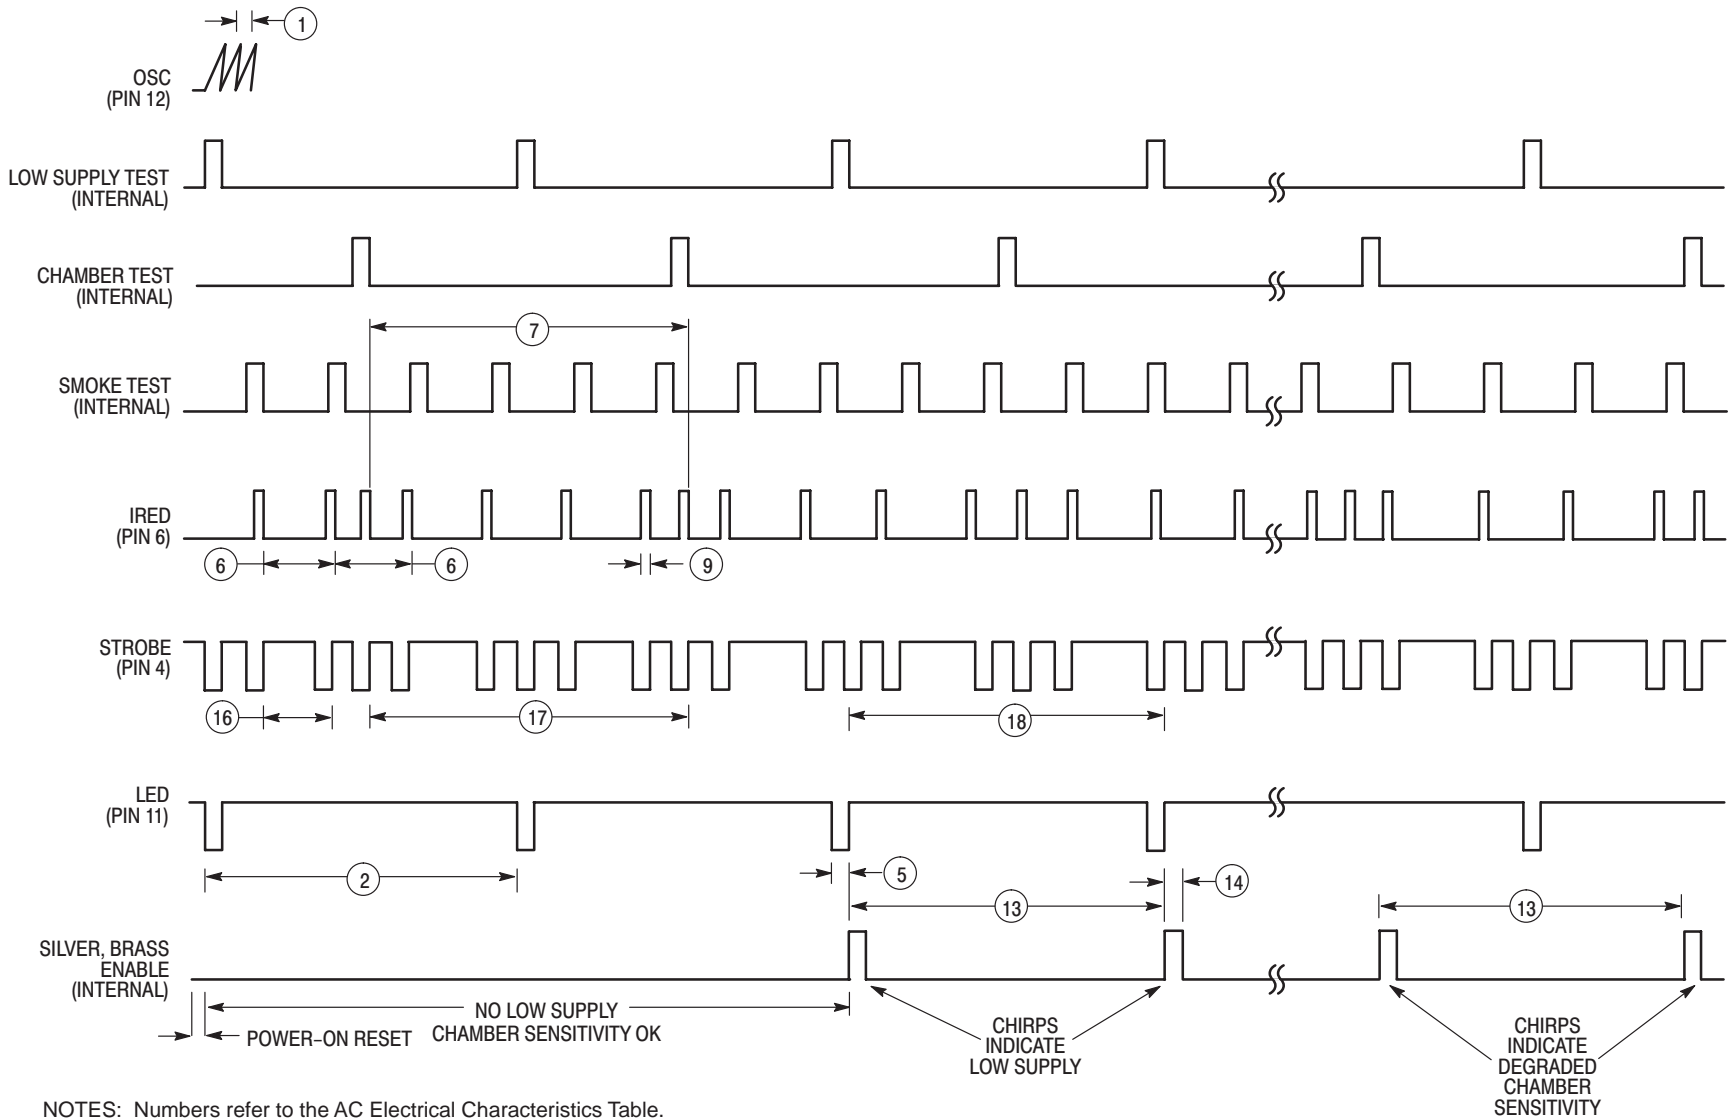 1
OSC
(PIN 12)
LOW SUPPLY TEST
(INTERNAL)
CHAMBER TEST
(INTERNAL)
7
SMOKE TEST
(INTERNAL)
IRED
(PIN 6)
6
6
9
STROBE
(PIN 4)
16
17
18
LED
(PIN 11)
2
5
14
13
13
SILVER, BRASS
ENABLE
(INTERNAL)
NO LOW SUPPLY
CHAMBER SENSITIVITY OK
POWER–ON RESET
CHIRPS
INDICATE
LOW SUPPLY
CHIRPS
INDICATE
DEGRADED
CHAMBER
SENSITIVITY
NOTES: Numbers refer to the AC Electrical Characteristics Table.